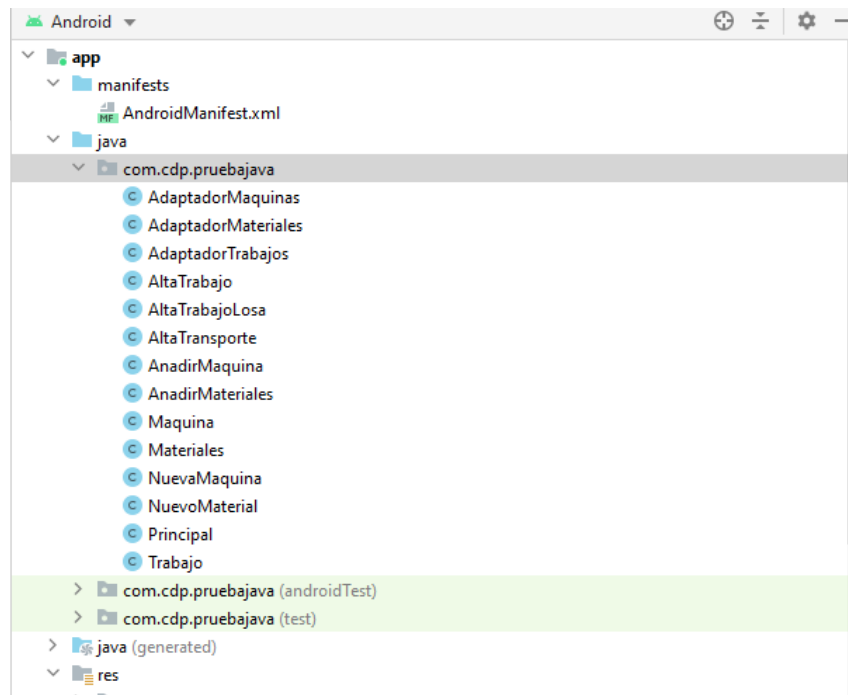 Android
app
manifests
MF AndroidManifest.xml
java
com.cdp.pruebajava
C AdaptadorMaquinas
C AdaptadorMateriales
C AdaptadorTrabajos
C AltaTrabajo
C AltaTrabajoLosa
C AltaTransporte
C AnadirMaquina
C AnadirMateriales
C Maquina
C Materiales
C NuevaMaquina
C NuevoMaterial
C Principal
C Trabajo
com.cdp.pruebajava (androidTest)
com.cdp.pruebajava (test)
java (generated)
res